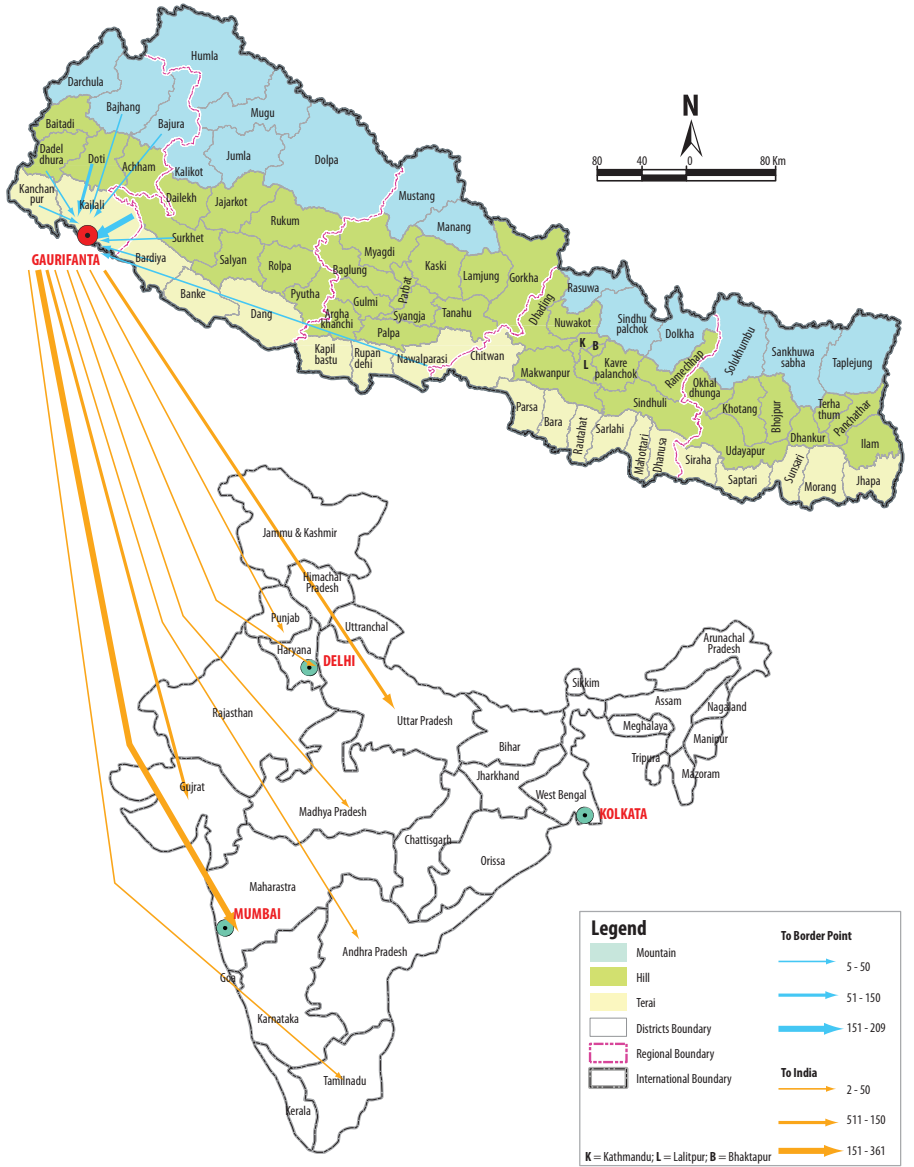 Humla
Darchula
Bajhang
Mugu
Baitadi
Bajura
Dadel
dhura
Doti
Jumla
Dolpa
Achham
Kalikot
Kanchan
pur
Kailali
Dailekh
Jajarkot
Mustang
Rukum
Manang
Surkhet
GAURIFANTA
Bardiya
Salyan
Rolpa
Myagdi
Baglung
Kaski
Lamjung
Gorkha
Parbat
Banke
Pyutha
Gulmi
Dang
Argha
khanchi
Syangja
Tanahu
Palpa
Dhading
Rasuwa
Nuwakot
Sindhu
palchok
Dolkha
Kapil
bastu
Rupan
dehi
Nawalparasi
Chitwan
K
B
L
Kavre
palanchok
Makwanpur
Ramechhap
Solukhumbu
Sankhuwa
sabha
Taplejung
Okhal
dhunga
Sindhuli
Khotang
Bhojpur
Terha
thum
Panchathar
Parsa
Bara
Rautahat
Sarlahi
Mahottari
Dhanusa
Siraha
Udayapur
Dhankur
Ilam
Saptari
Sunsari
Morang
Jhapa
N
80 40 0 80 Km
Jammu & Kashmir
Himachal
Pradesh
Punjab
Uttranchal
Haryana
DELHI
Rajasthan
Uttar Pradesh
Arunachal
Pradesh
Sikkim
Assam
Nagaland
Meghalaya
Manipur
Bihar
Tripura
Mazoram
Jharkhand
West Bengal
KOLKATA
Gujrat
Madhya Pradesh
Chattisgarh
Orissa
Maharastra
MUMBAI
Andhra Pradesh
Goa
Karnataka
Tamilnadu
Kerala
Legend
Mountain
Hill
Terai
Districts Boundary
Regional Boundary
International Boundary
To Border Point
5 - 50
51 - 150
151 - 209
To India
2 - 50
511 - 150
151 - 361
K = Kathmandu; L = Lalitpur; B = Bhaktapur